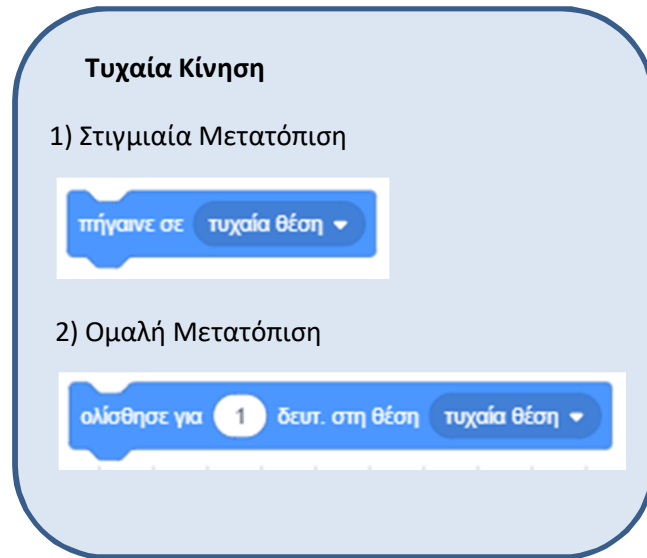 Τυχαία Κίνηση
1) Στιγμιαία Μετατόπιση
πήγαινε σε τυχαία θέση
2) Ομαλή Μετατόπιση
ολίσθησε για 1 δευτ. στη θέση τυχαία θέση